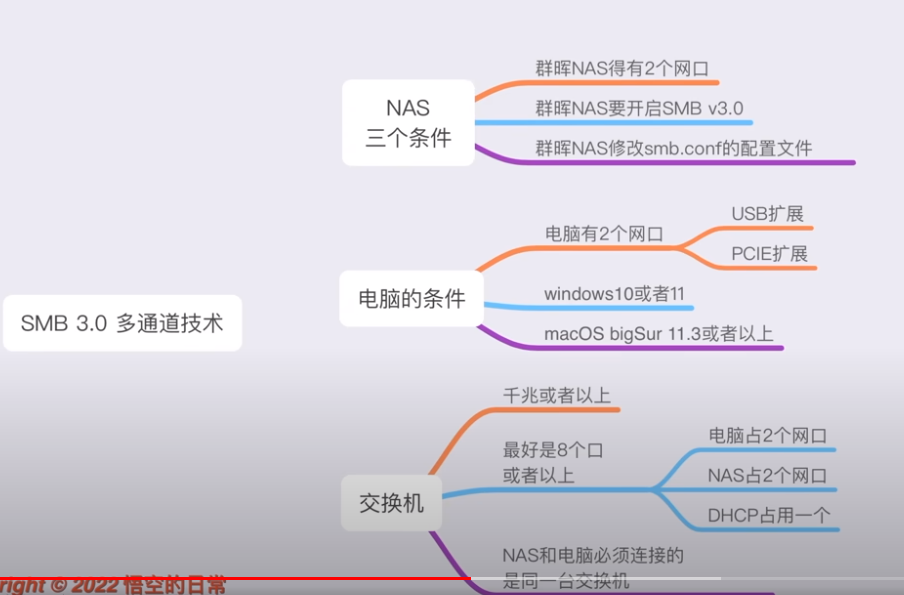 群晖NAS得有2个网口
NAS
三个条件
群晖NAS要开启SMB v3.0
群晖NAS修改smb.conf的配置文件
电脑有2个网口
USB扩展
PCIE扩展
电脑的条件
windows10或者11
macOS bigSur 11.3或者以上
SMB 3.0 多通道技术
千兆或者以上
最好是8个口
或者以上
电脑占2个网口
NAS占2个网口
DHCP占用一个
交换机
NAS和电脑必须连接的
是同一台交换机
right © 2022 悟空的日常